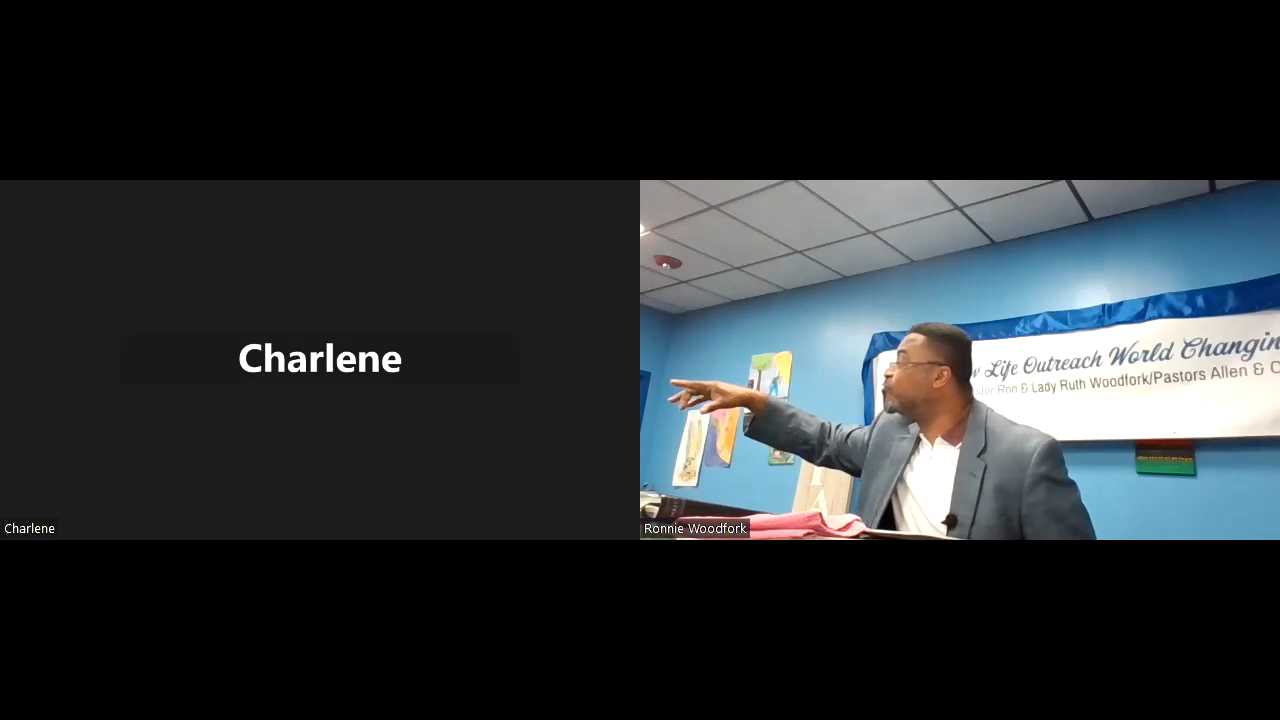 Charlene
Charlene
Life Outreach World Changin
Ron & Lady Ruth Woodfork/Pastors Allen & C
Ronnie Woodfork